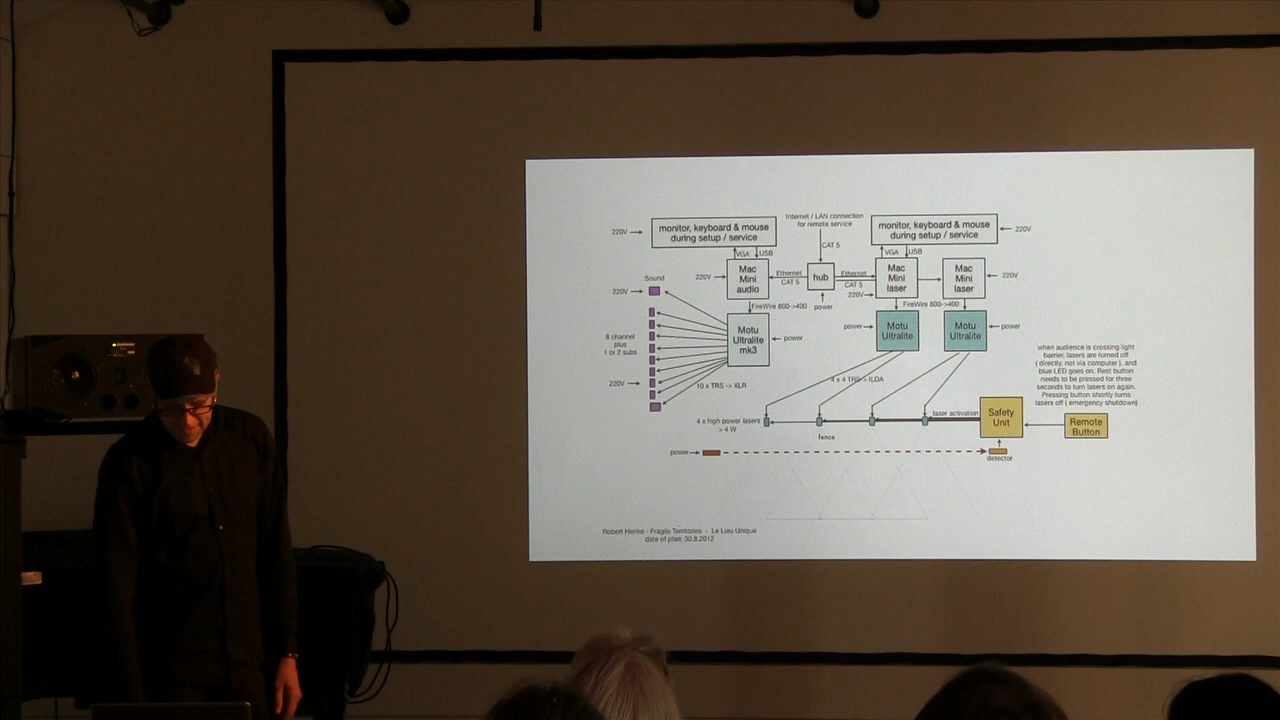 Internet / LAN connection
for remote service
monitor, keyboard & mouse
during setup / service
monitor, keyboard & mouse
during setup / service
220V
220V
CAT 5
VGA
USB
VGA
USB
Mac
Mini
audio
hub
Mac
Mini
laser
Mac
Mini
laser
220V
Ethernet
CAT 5
Ethernet
CAT 5
220V
220V
Sound
220V
power
FireWire 800->400
FireWire 800->400
Motu
Ultralite
mk3
power
power
Motu
Ultralite
Motu
Ultralite
power
8 channel
plus
1 or 2 subs
220V
10 x TRS -> XLR
4 x 4 TRS > ILDA
when audience is crossing light
barrier, lasers are turned off
( directly, not via computer ), and
blue LED goes on. Rest button
needs to be pressed for three
seconds to turn lasers on again.
Pressing button shortly turns
lasers off ( emergency shutdown)
4 x high power lasers
> 4 W
laser activation
Safety
Unit
Remote
Button
fence
power
detector
Robert Henke - Fragile Territories - Le Lieu Unique
date of plan: 30.8.2012